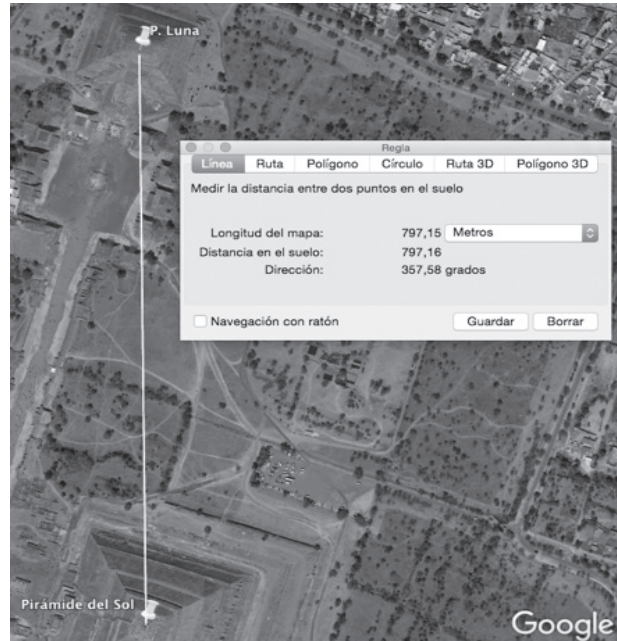 P. Luna
Regla
Línea Ruta Polígono Círculo Ruta 3D Polígono 3D
Medir la distancia entre dos puntos en el suelo
Longitud del mapa: 797,15 Metros
Distancia en el suelo: 797,16
Dirección: 357,58 grados
Navegación con ratón Guardar Borrar
Pirámide del Sol
Google